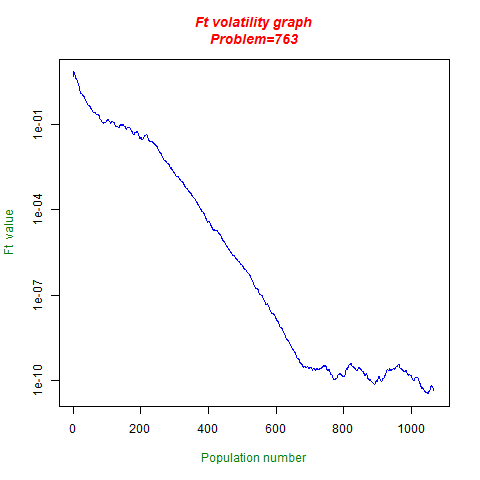 Ft volatility graph
Problem=763
Ft value
1e-01
1e-04
1e-07
1e-10
0 200 400 600 800 1000
Population number